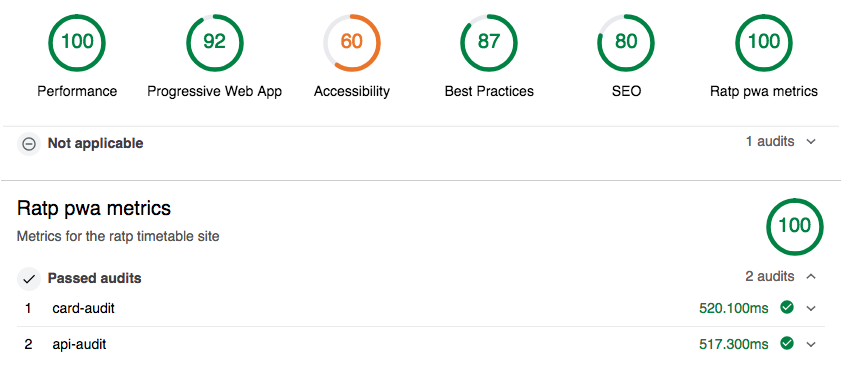 100 92 60 87 80 100
Performance Progressive Web App Accessibility Best Practices SEO Ratp pwa metrics
Not applicable 1 audits
Ratp pwa metrics
100
Metrics for the ratp timetable site
Passed audits 2 audits
1 card-audit 520.100ms
2 api-audit 517.300ms